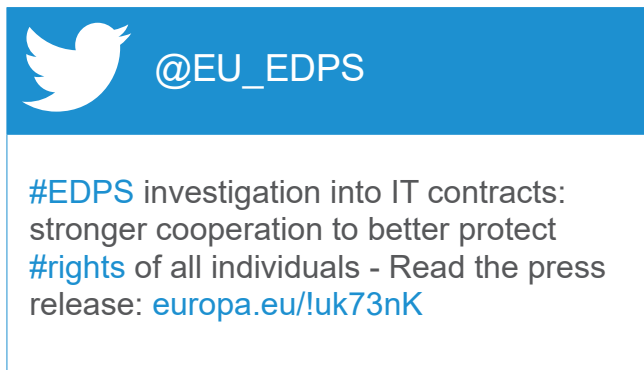 @EU_EDPS
#EDPS investigation into IT contracts:
stronger cooperation to better protect
#rights of all individuals - Read the press
release: europa.eu/!uk73nK